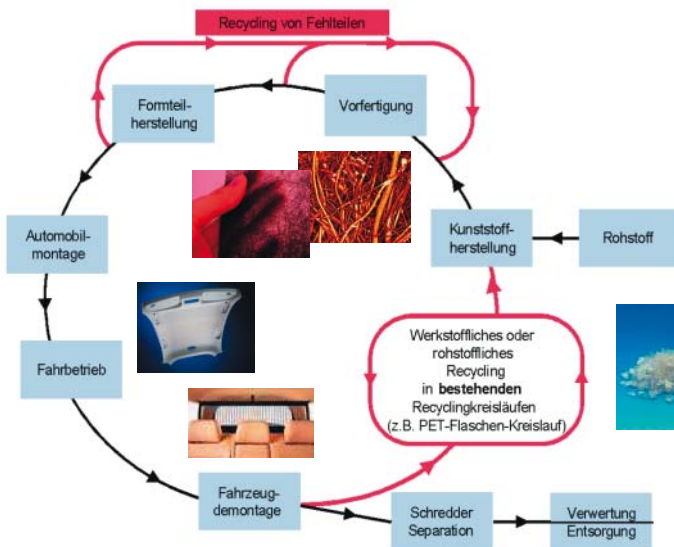 Recycling von Fehlteilen
Formteil-
herstellung
Vorfertigung
Automobil-
montage
Kunststoff-
herstellung
Rohstoff
Fahrbetrieb
Werkstoffliches oder
rohstoffliches
Recycling
in bestehenden
Recyclingkreisläufen
(z.B. PET-Flaschen-Kreislauf)
Fahrzeug-
demontage
Schredder
Separation
Verwertung
Entsorgung